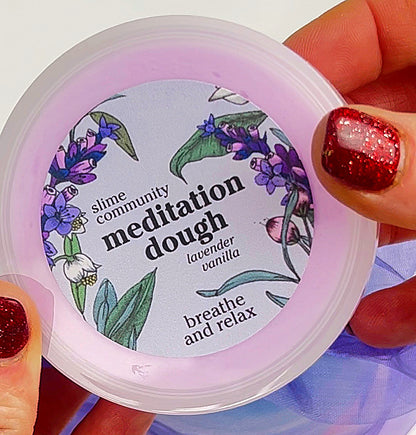 slime
community
meditation
dough
lavender
vanilla
breathe
and relax